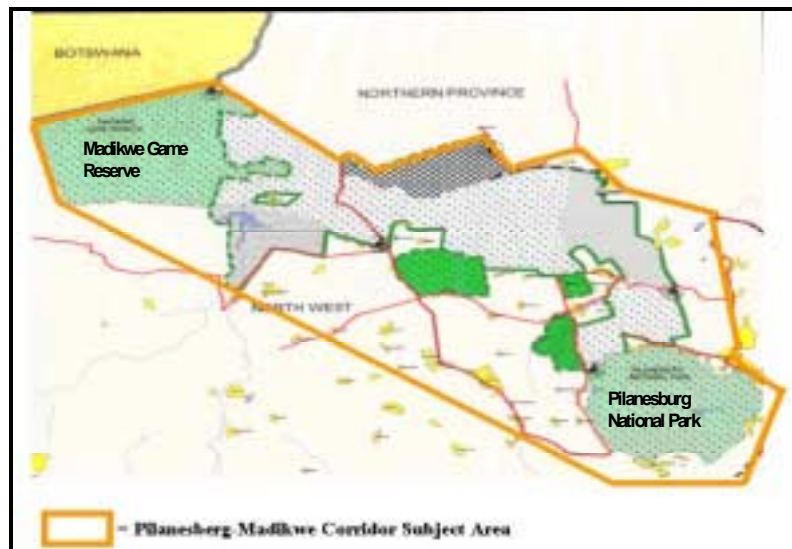 BOTSWANA
NORTHERN PROVINCE
Madikwe Game
Reserve
NORTH WEST
Pilanesburg
National Park
= Pilanesberg-Madikwe Corridor Subject Area